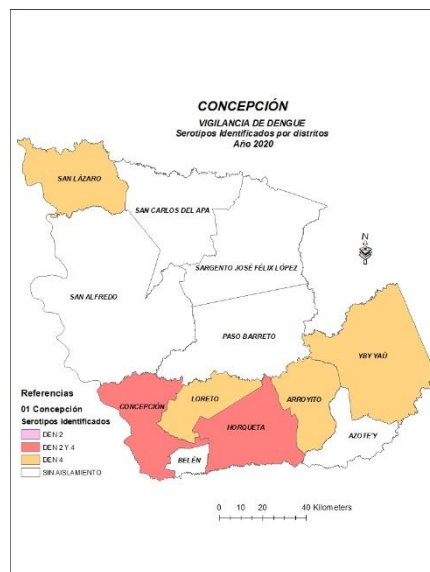 CONCEPCIÓN
VIGILANCIA DE DENGUE
Serotipos Identificados por distritos
Año 2020
SAN LÁZARO
SAN CARLOS DEL APA
N
SARGENTO JOSÉ FÉLIX LÓPEZ
SAN ALFREDO
PASO BARRETO
YBY YAÚ
CONCEPCIÓN
LORETO
ARROYITO
HORQUETA
AZOTE'Y
BELÉN
Referencias
01 Concepción
Serotipos Identificados
DEN 2
DEN 2 Y 4
DEN 4
SIN AISLAMIENTO
0 10 20 40 Kilometers